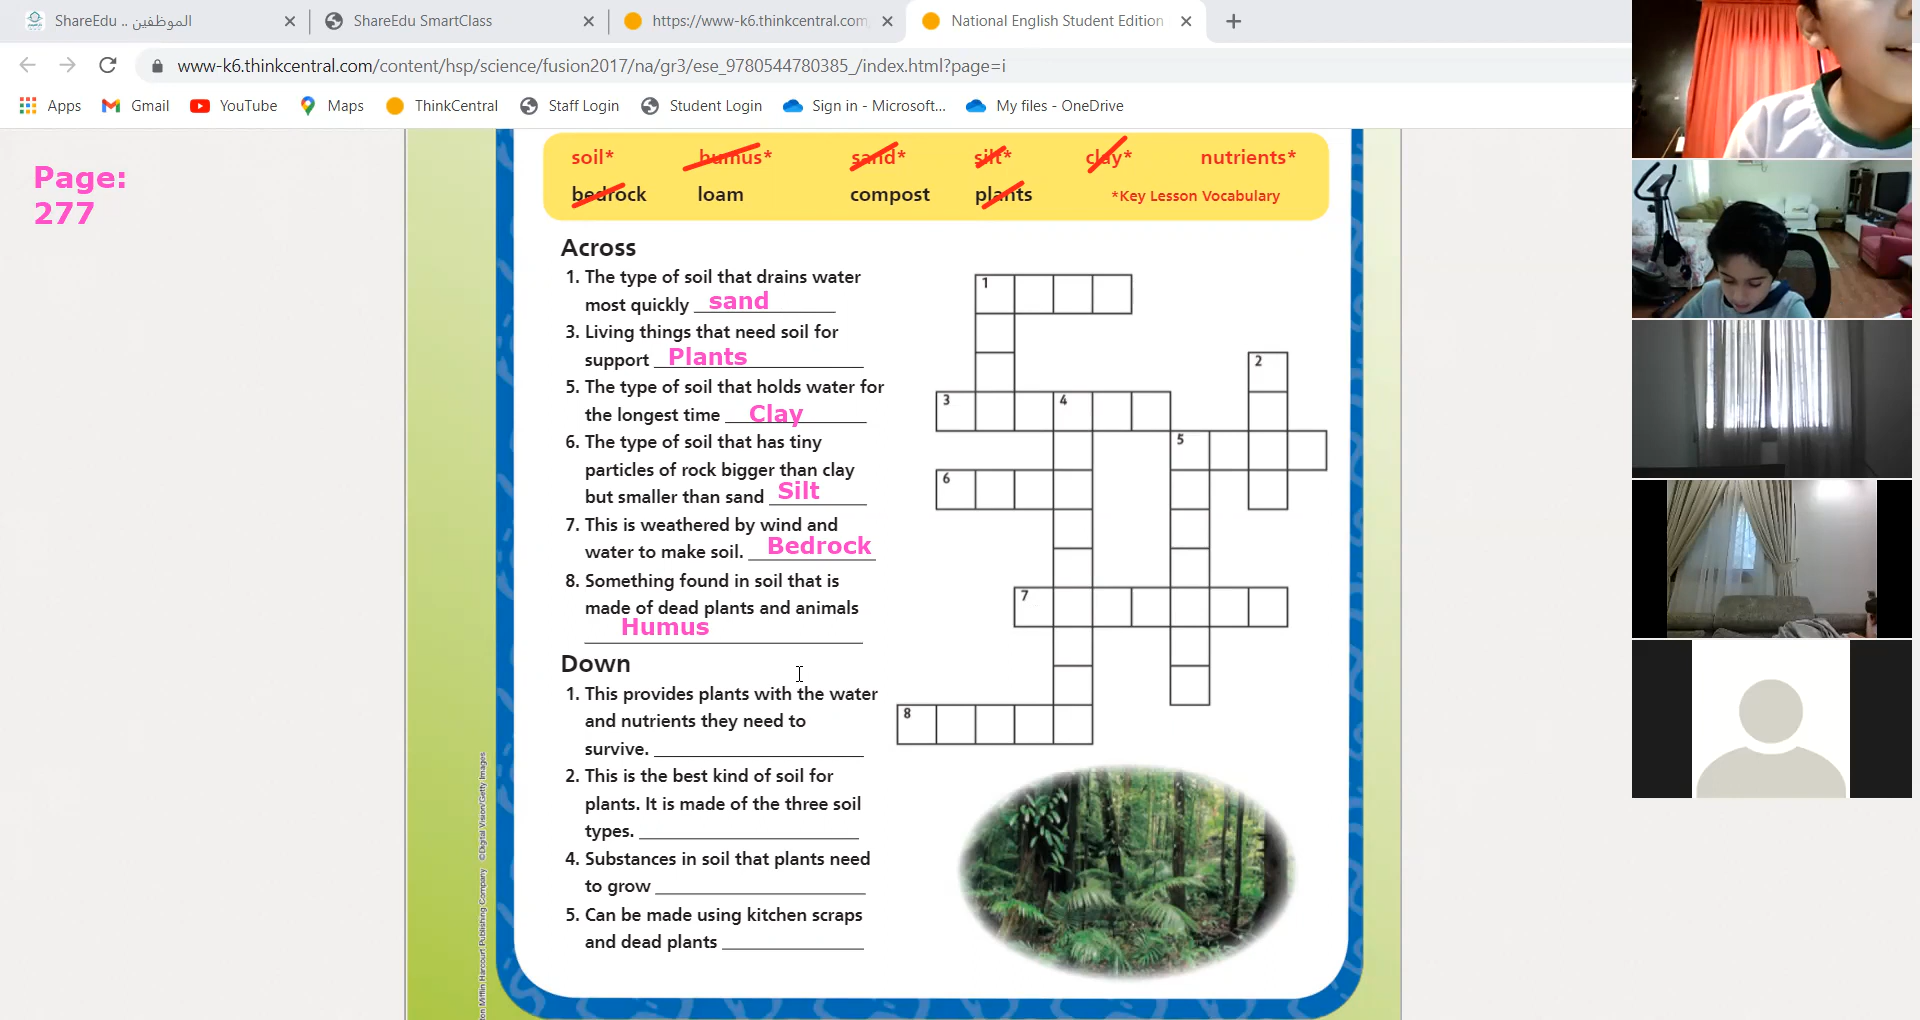 ShareEdu .. الموظفين
ShareEdu SmartClass
https://www-k6.thinkcentral.com
National English Student Edition
www-k6.thinkcentral.com/content/hsp/science/fusion2017/na/gr3/ese_9780544780385_/index.html?page=i
Apps Gmail YouTube Maps ThinkCentral Staff Login Student Login Sign in - Microsoft... My files - OneDrive
Page:
277
soil* humus* sand* silt* clay* nutrients*
bedrock loam compost plants *Key Lesson Vocabulary
Across
1. The type of soil that drains water
most quickly sand
3. Living things that need soil for
support Plants
5. The type of soil that holds water for
the longest time Clay
6. The type of soil that has tiny
particles of rock bigger than clay
but smaller than sand Silt
7. This is weathered by wind and
water to make soil. Bedrock
8. Something found in soil that is
made of dead plants and animals
Humus
Down
1. This provides plants with the water
and nutrients they need to
survive.
2. This is the best kind of soil for
plants. It is made of the three soil
types.
4. Substances in soil that plants need
to grow
5. Can be made using kitchen scraps
and dead plants
1
2
3 4
5
6
7
8
Mifflin Harcourt Publishing Company ©Digital Vision/Getty Images